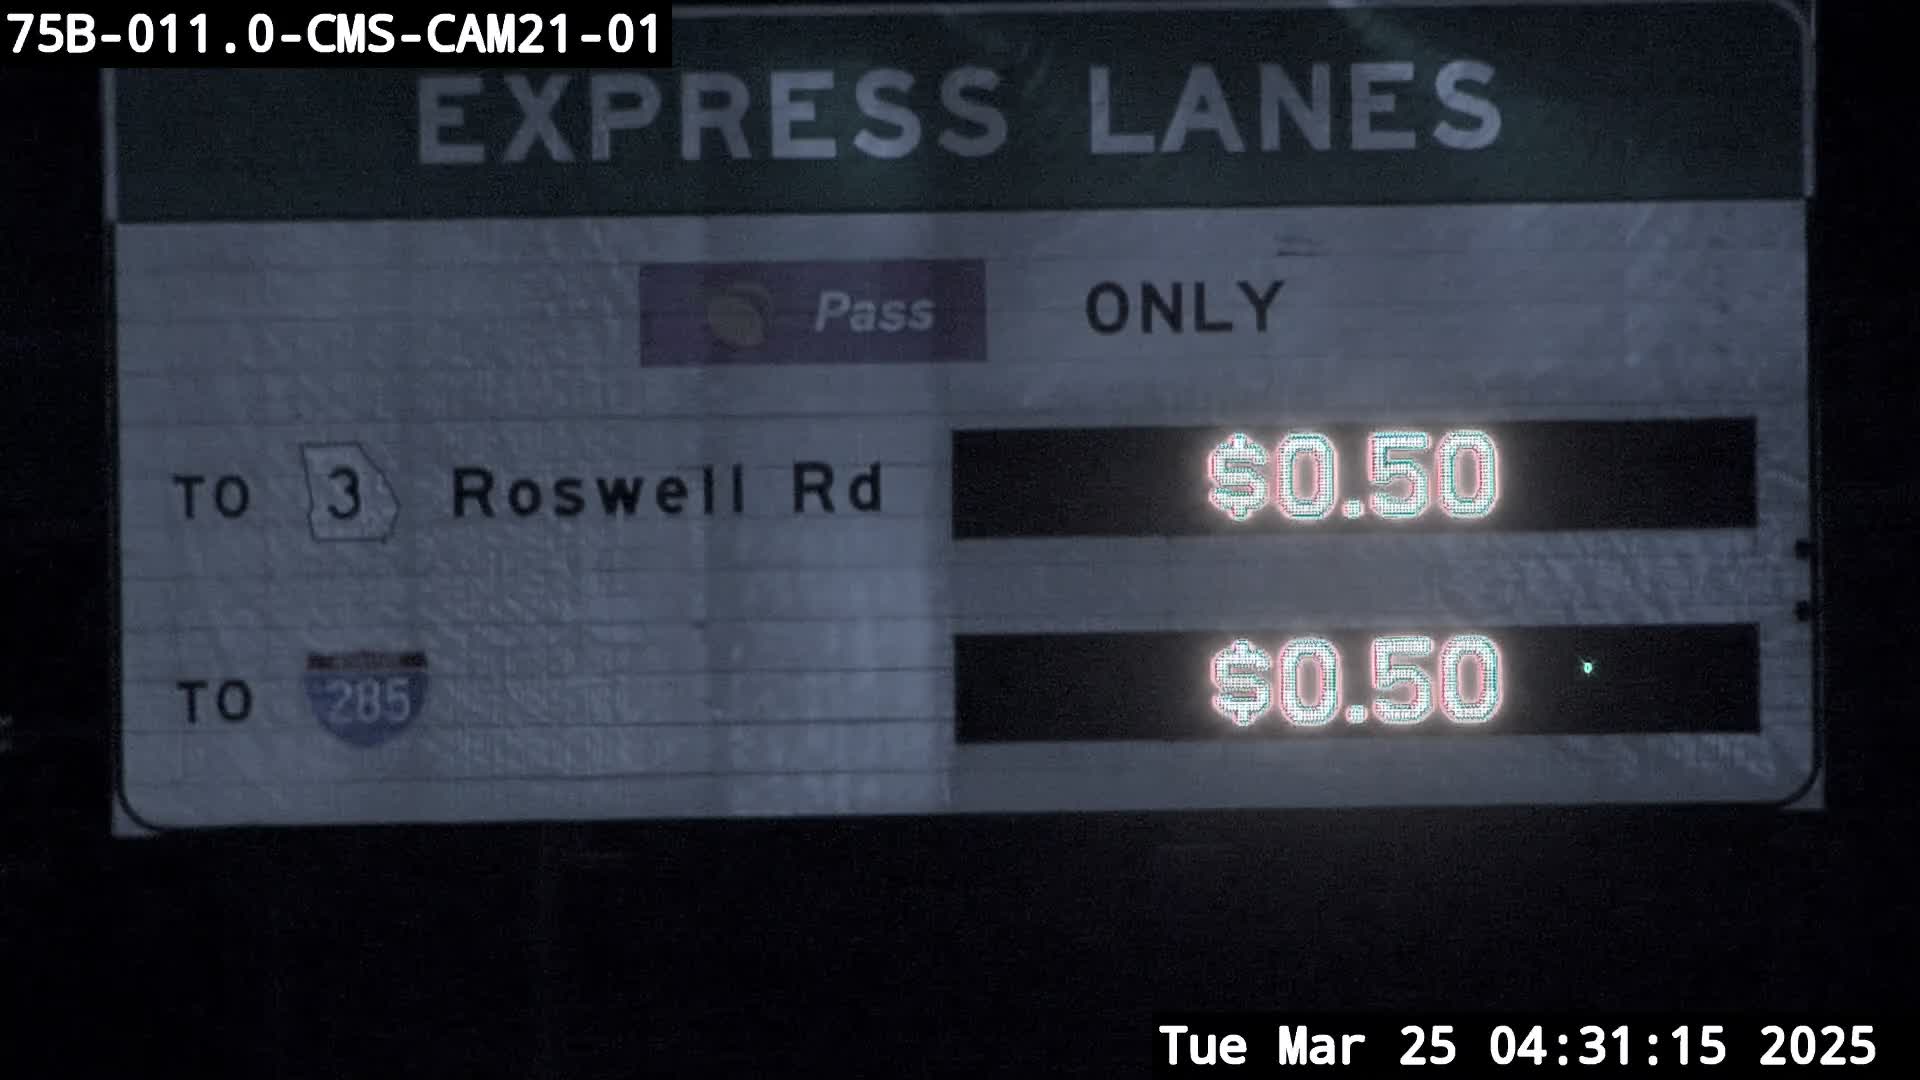 75B-011.0-CMS-CAM21-01
EXPRESS LANES
Pass ONLY
TO 3 Roswell Rd $0.50
TO 285 $0.50
Tue Mar 25 04:31:15 2025